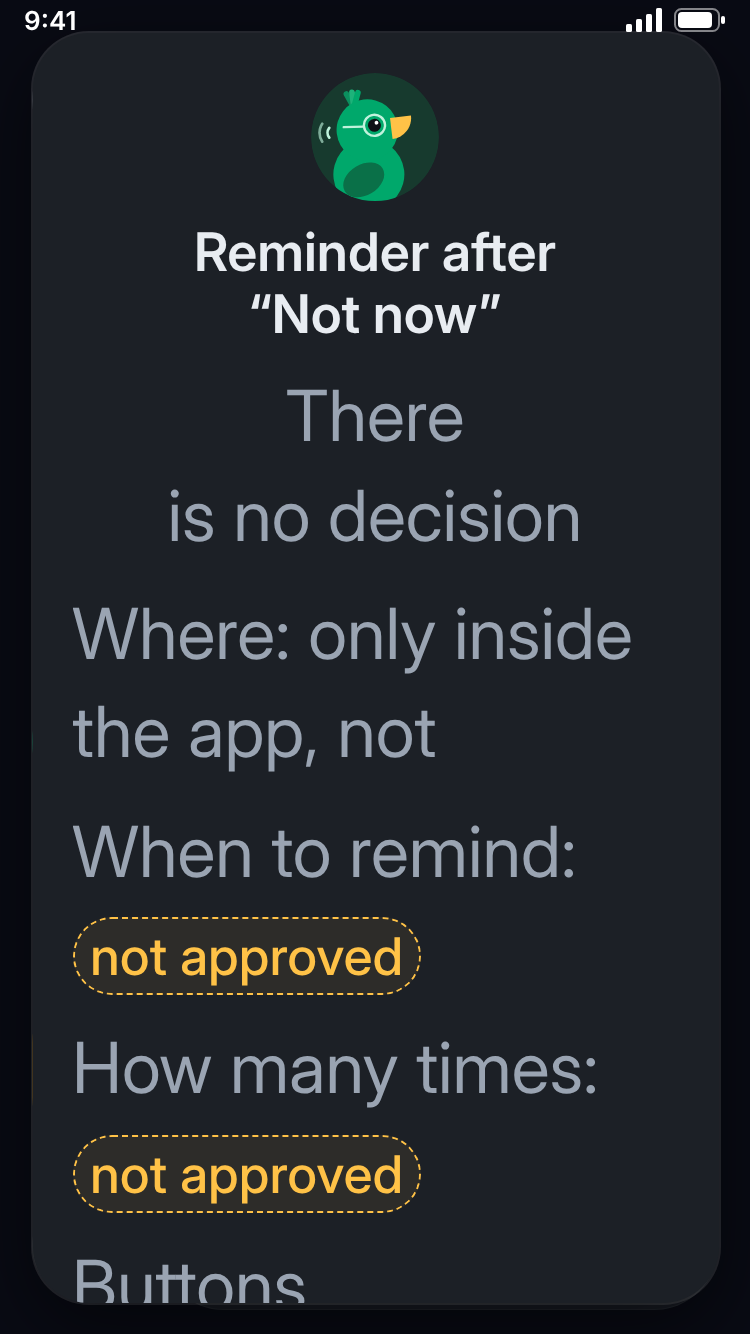 9:41
Reminder after
“Not now”
There
is no decision
Where: only inside
the app, not
When to remind:
not approved
How many times:
not approved
Buttons